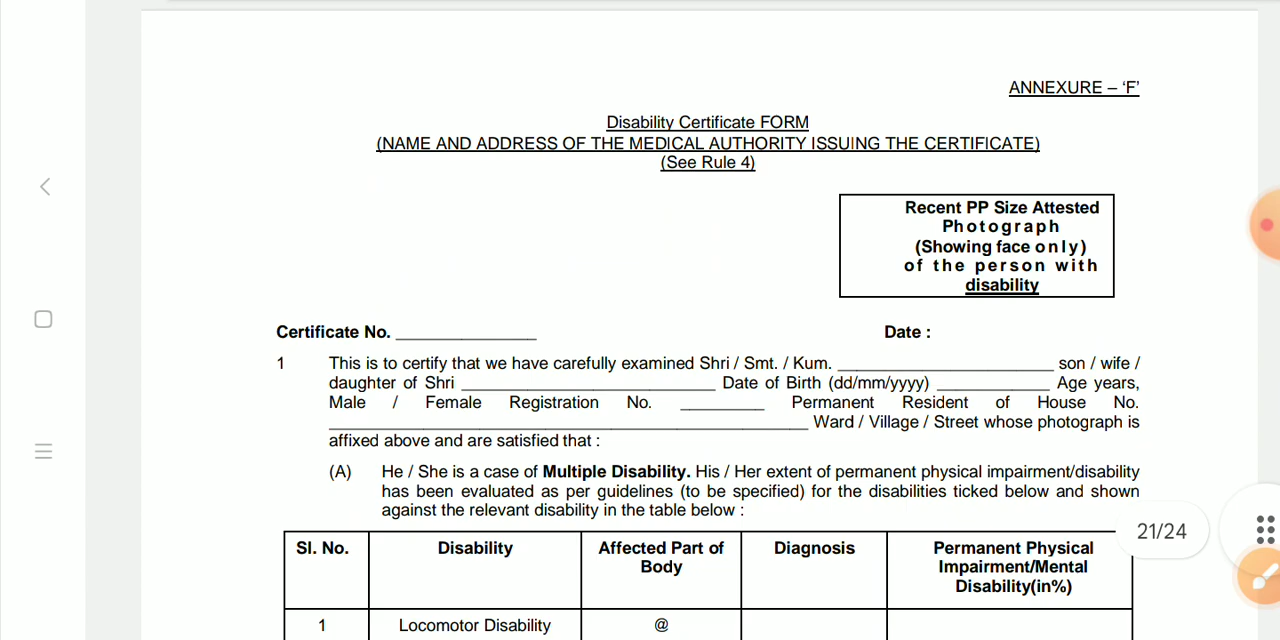 ANNEXURE – ‘F’
Disability Certificate FORM
(NAME AND ADDRESS OF THE MEDICAL AUTHORITY ISSUING THE CERTIFICATE)
(See Rule 4)
Recent PP Size Attested
Photograph
(Showing face only)
of the person with
disability
Certificate No. _______________ Date :
1 This is to certify that we have carefully examined Shri / Smt. / Kum. _______________________ son / wife /
daughter of Shri ___________________________ Date of Birth (dd/mm/yyyy) ____________ Age years,
Male / Female Registration No. _________ Permanent Resident of House No.
___________________________________________________ Ward / Village / Street whose photograph is
affixed above and are satisfied that :
(A) He / She is a case of Multiple Disability. His / Her extent of permanent physical impairment/disability
has been evaluated as per guidelines (to be specified) for the disabilities ticked below and shown
against the relevant disability in the table below :
21/24
Sl. No. Disability Affected Part of Diagnosis Permanent Physical
Body Impairment/Mental
Disability(in%)
1 Locomotor Disability @